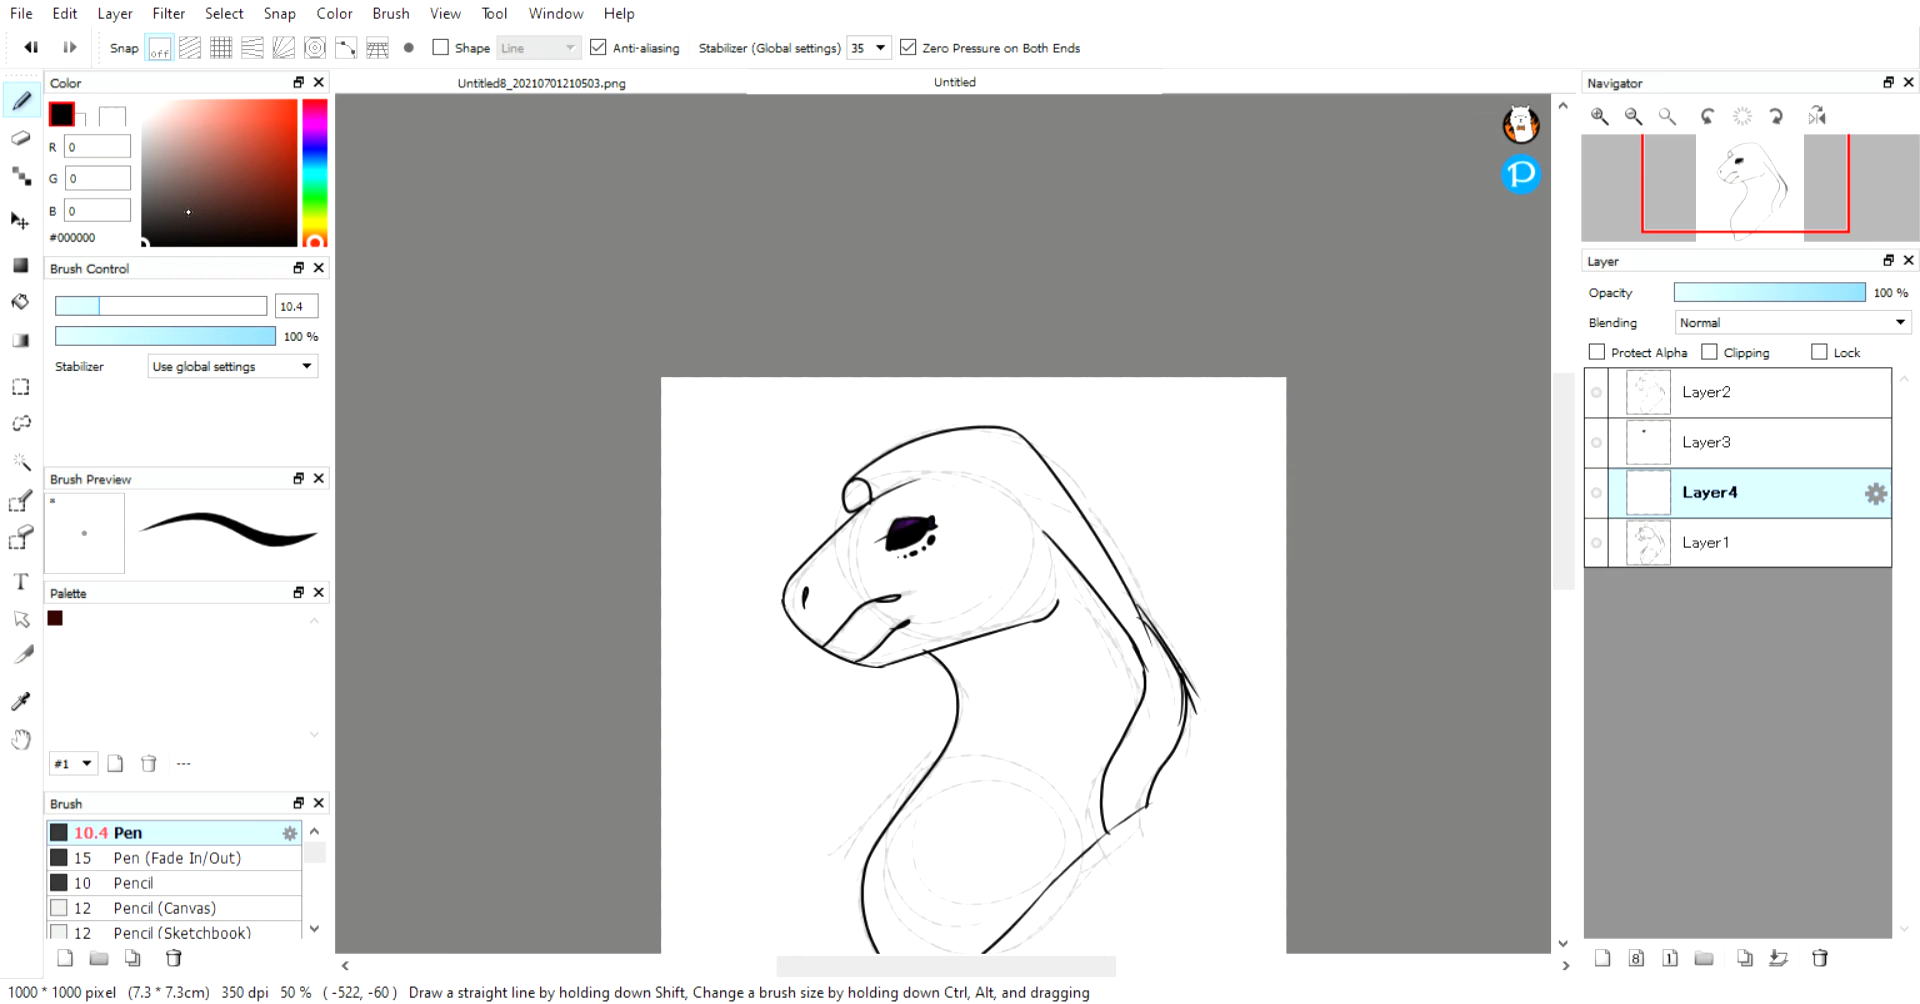 File Edit Layer Filter Select Snap Color Brush View Tool Window Help
Snap off Shape Line Anti-aliasing Stabilizer (Global settings) 35 Zero Pressure on Both Ends
Color
Untitled8_20210701210503.png
Untitled
Navigator
R 0
G 0
B 0
#000000
Brush Control
10.4
100 %
Stabilizer Use global settings
Brush Preview
Palette
#1
---
Brush
10.4 Pen
15 Pen (Fade In/Out)
10 Pencil
12 Pencil (Canvas)
12 Pencil (Sketchbook)
P
Layer
Opacity 100 %
Blending Normal
Protect Alpha Clipping Lock
Layer2
Layer3
Layer4
Layer1
8 1
T
1000 * 1000 pixel (7.3 * 7.3cm) 350 dpi 50 % ( -522, -60 ) Draw a straight line by holding down Shift, Change a brush size by holding down Ctrl, Alt, and dragging